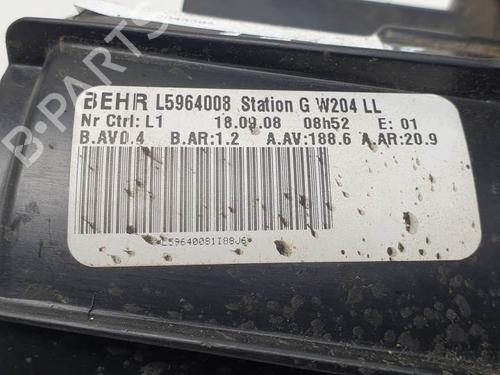 BEHR L5964008 Station G W204 LL
Nr Ctrl: L1 18.09.08 08h52 E: 01
B.AV0.4 B.AR:1.2 A.AV:188.6 A.AR:20.9
L59640081I88J6